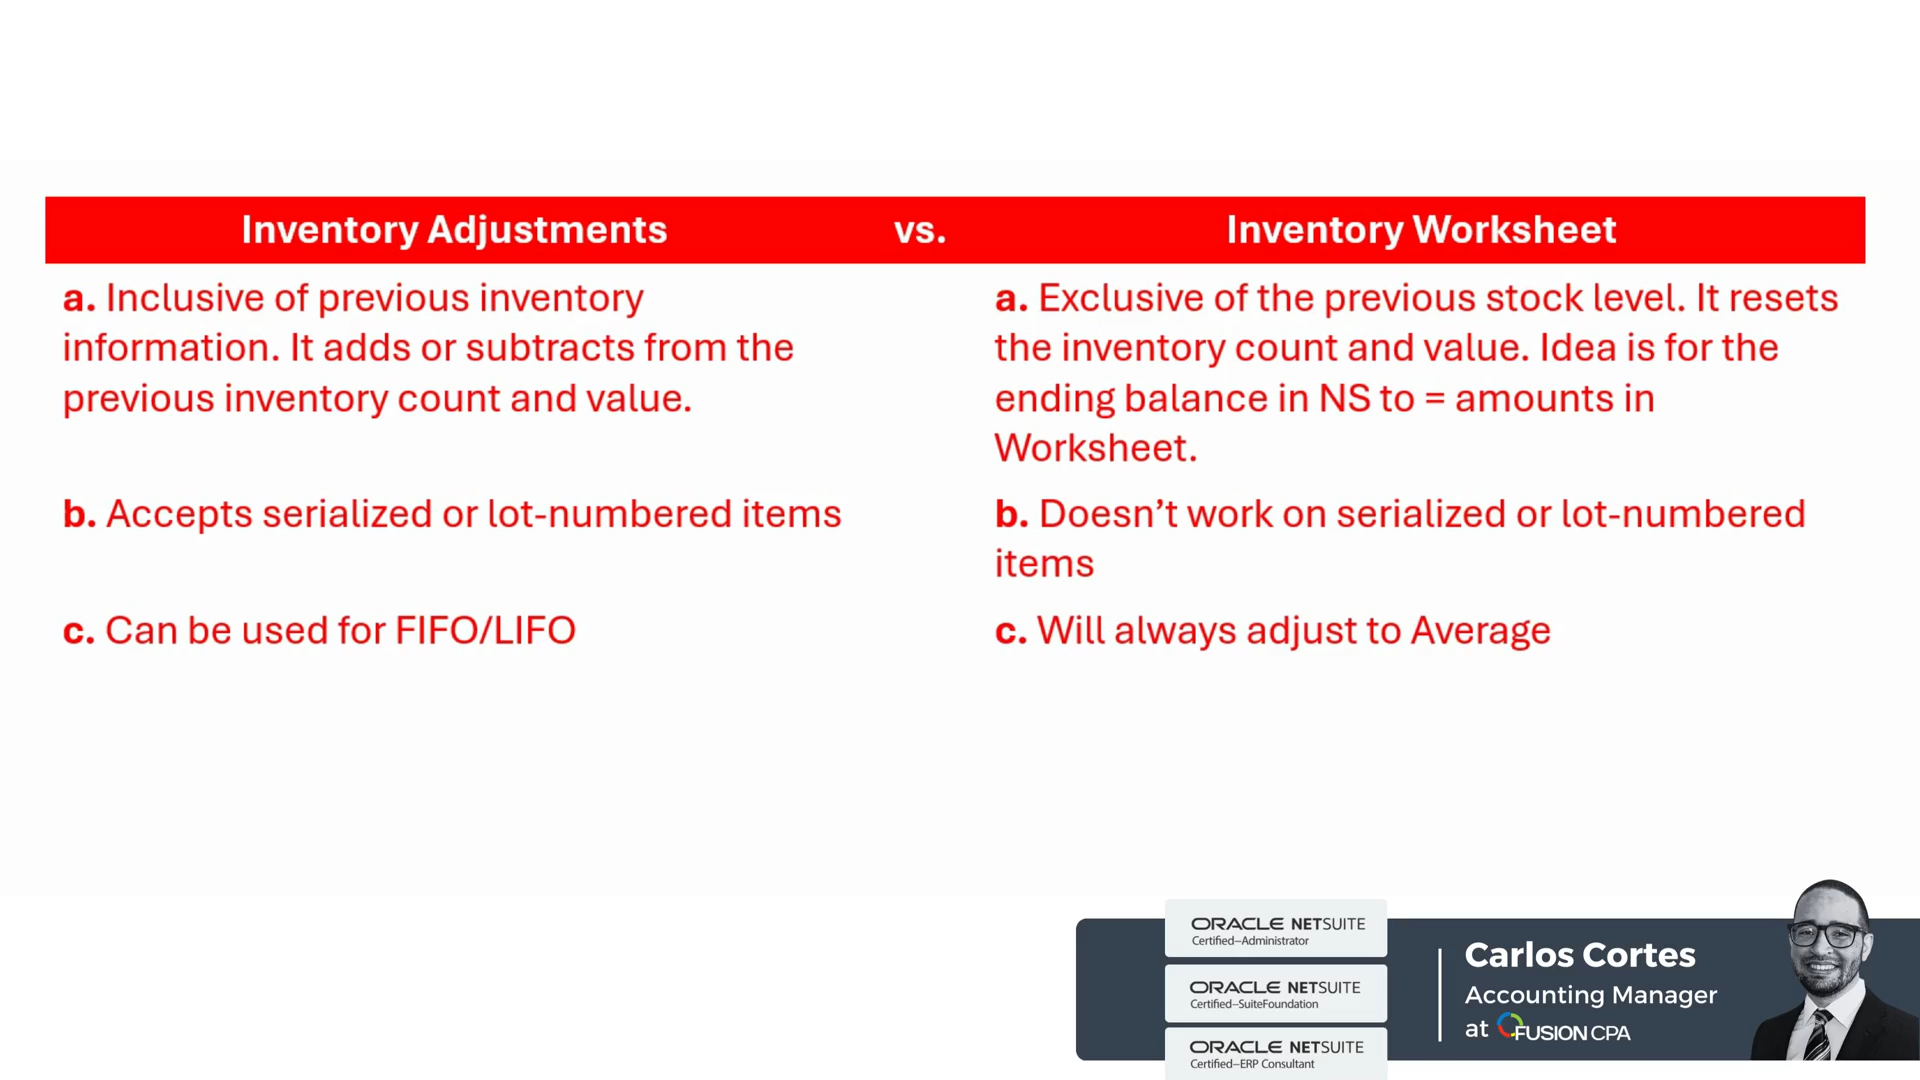 Inventory Adjustments vs. Inventory Worksheet
a. Inclusive of previous inventory
information. It adds or subtracts from the
previous inventory count and value.
a. Exclusive of the previous stock level. It resets
the inventory count and value. Idea is for the
ending balance in NS to = amounts in
Worksheet.
b. Accepts serialized or lot-numbered items
b. Doesn’t work on serialized or lot-numbered
items
c. Can be used for FIFO/LIFO
c. Will always adjust to Average
ORACLE NETSUITE
Certified–Administrator
ORACLE NETSUITE
Certified–SuiteFoundation
ORACLE NETSUITE
Certified–ERP Consultant
Carlos Cortes
Accounting Manager
at FUSION CPA